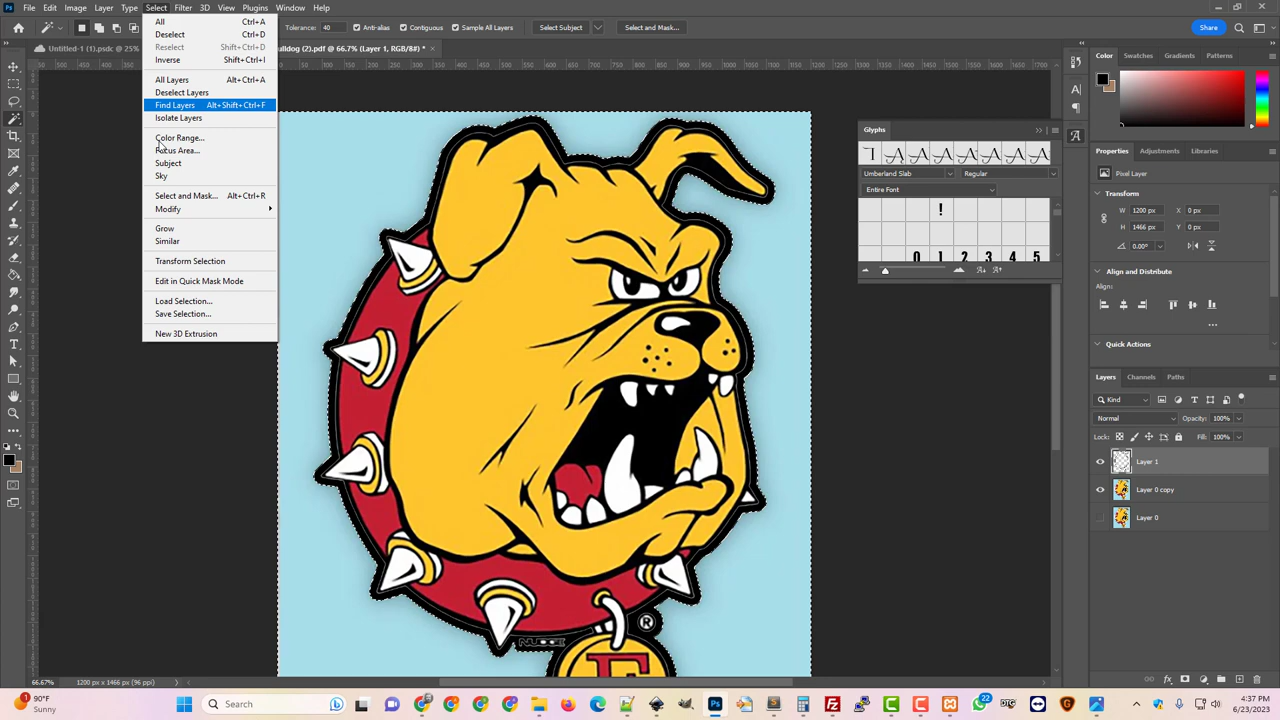 File Edit Image Layer Type Select Filter 3D View Plugins Window Help
Tolerance: 40 Anti-alias Contiguous Sample All Layers Select Subject Select and Mask... Share
Untitled-1 (1).psdc @ 25% ulldog (2).pdf @ 66.7% (Layer 1, RGB/8#) *
All Ctrl+A
Deselect Ctrl+D
Reselect Shift+Ctrl+D
Inverse Shift+Ctrl+I
All Layers Alt+Ctrl+A
Deselect Layers
Find Layers Alt+Shift+Ctrl+F
Isolate Layers
Color Range...
Focus Area...
Subject
Sky
Select and Mask... Alt+Ctrl+R
Modify
Grow
Similar
Transform Selection
Edit in Quick Mask Mode
Load Selection...
Save Selection...
New 3D Extrusion
Color Swatches Gradients Patterns
Glyphs
Umberland Slab Regular
Entire Font
!
0 1 2 3 4 5
Properties Adjustments Libraries
Pixel Layer
Transform
W 1200 px X 0 px
H 1466 px Y 0 px
0.00°
Align and Distribute
Align:
Quick Actions
Layers Channels Paths
Kind
Normal Opacity: 100%
Lock: Fill: 100%
Layer 1
Layer 0 copy
Layer 0
®
F
66.67% 1200 px x 1466 px (96 ppi)
90°F
Sunny
Search
22
4:37 PM
6/23/2023